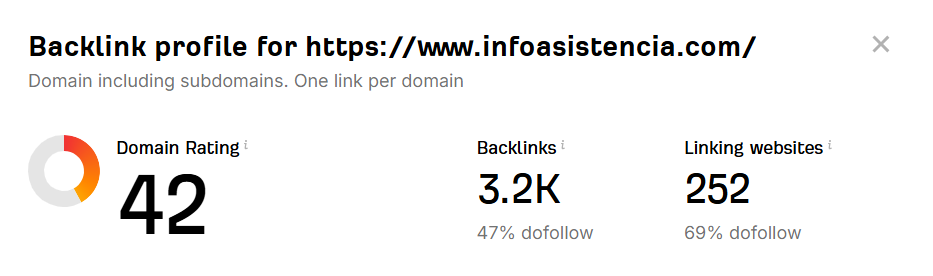 Backlink profile for https://www.infoasistencia.com/
Domain including subdomains. One link per domain
Domain Rating i
42
Backlinks i
3.2K
47% dofollow
Linking websites i
252
69% dofollow